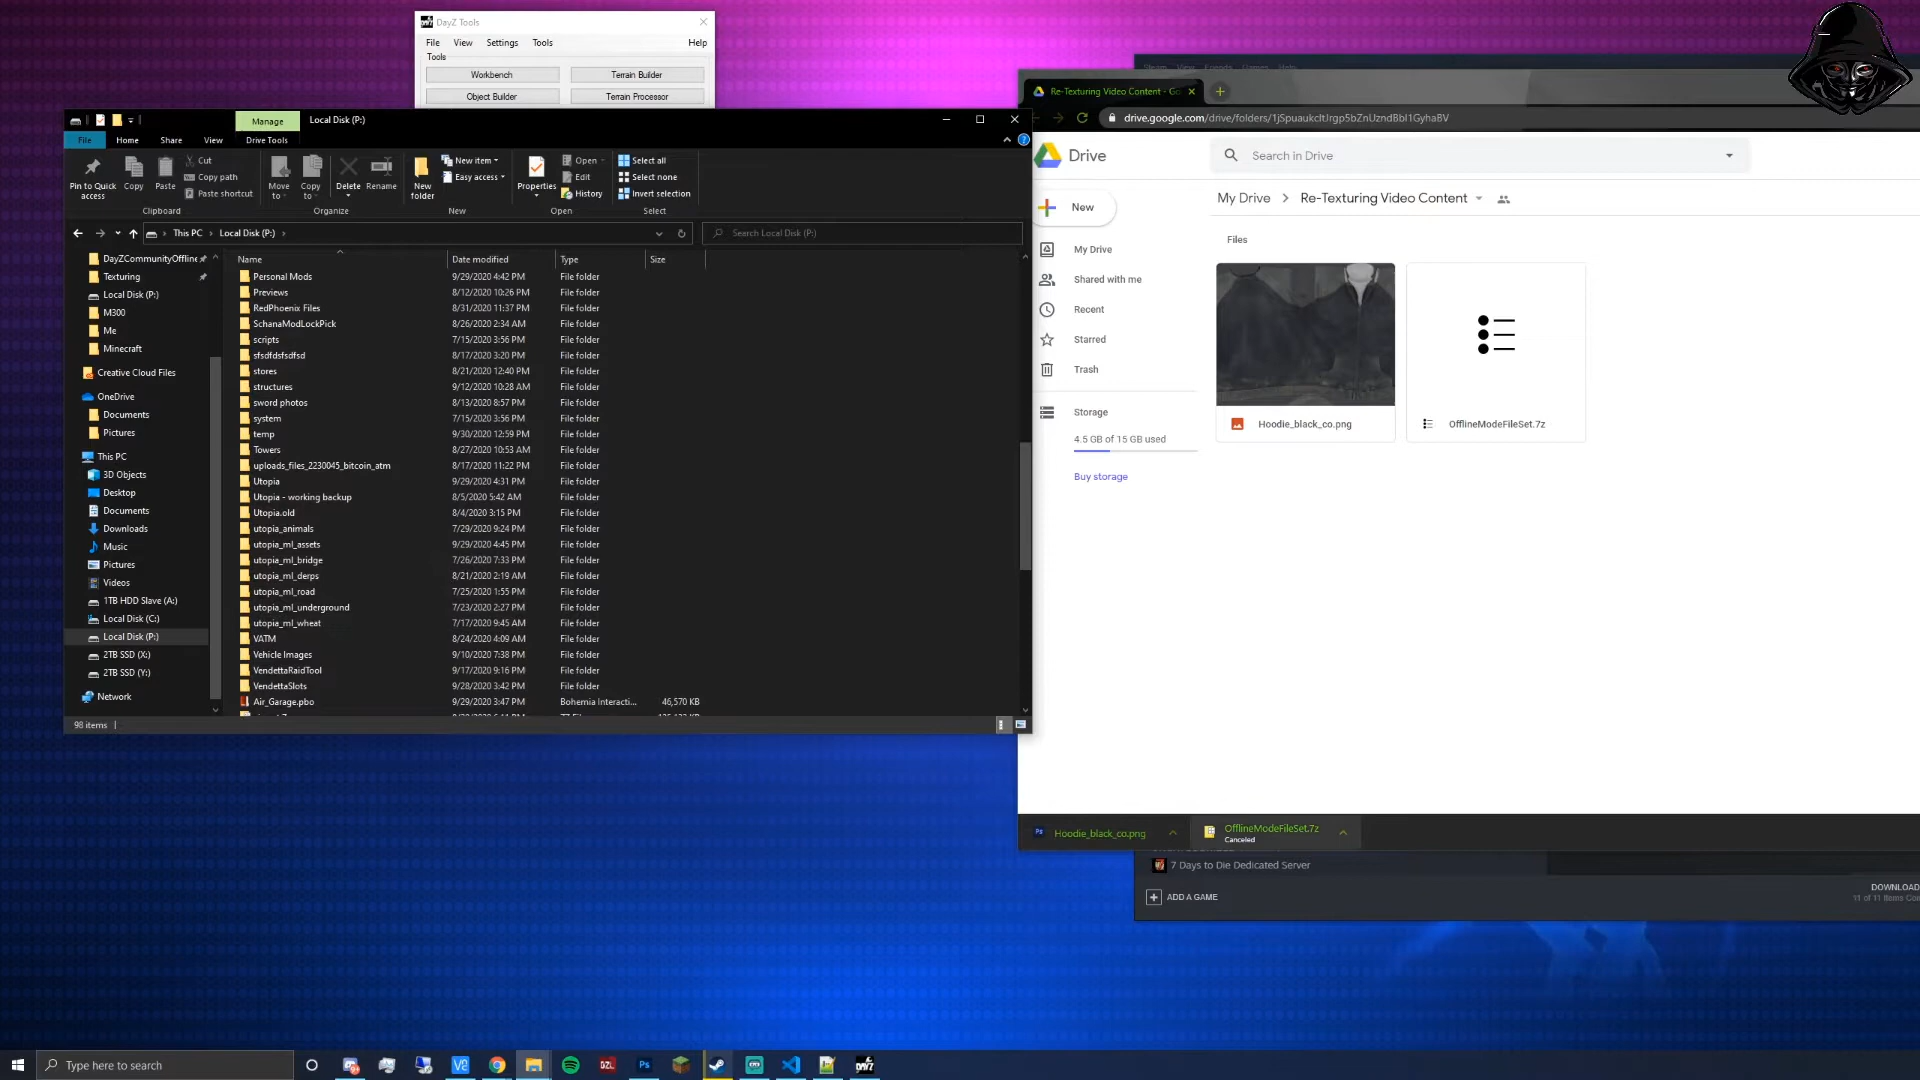 DayZ Tools
File View Settings Tools Help
Tools
Workbench Terrain Builder
Object Builder Terrain Processor
Manage Local Disk (P:)
File Home Share View Drive Tools
Pin to Quick access
Copy
Paste
Cut
Copy path
Paste shortcut
Move to
Copy to
Delete
Rename
New folder
New item
Easy access
Properties
Open
Edit
History
Select all
Select none
Invert selection
Clipboard Organize New Open Select
This PC Local Disk (P:)
Search Local Disk (P:)
DayZCommunityOffline
Texturing
Local Disk (P:)
M300
Me
Minecraft
Creative Cloud Files
OneDrive
Documents
Pictures
This PC
3D Objects
Desktop
Documents
Downloads
Music
Pictures
Videos
1TB HDD Slave (A:)
Local Disk (C:)
Local Disk (P:)
2TB SSD (X:)
2TB SSD (Y:)
Network
Name Date modified Type Size
Personal Mods 9/29/2020 4:42 PM File folder
Previews 8/12/2020 10:26 PM File folder
RedPhoenix Files 8/31/2020 11:37 PM File folder
SchanaModLockPick 8/26/2020 2:34 AM File folder
scripts 7/15/2020 3:56 PM File folder
sfsdfdsfsdfsd 8/17/2020 3:20 PM File folder
stores 8/21/2020 12:40 PM File folder
structures 9/12/2020 10:28 AM File folder
sword photos 8/13/2020 8:57 PM File folder
system 7/15/2020 3:56 PM File folder
temp 9/30/2020 12:59 PM File folder
Towers 8/27/2020 10:53 AM File folder
uploads_files_2230045_bitcoin_atm 8/17/2020 11:22 PM File folder
Utopia 9/29/2020 4:31 PM File folder
Utopia - working backup 8/5/2020 5:42 AM File folder
Utopia.old 8/4/2020 3:15 PM File folder
utopia_animals 7/29/2020 9:24 PM File folder
utopia_ml_assets 9/29/2020 4:45 PM File folder
utopia_ml_bridge 7/26/2020 7:33 PM File folder
utopia_ml_derps 8/21/2020 2:19 AM File folder
utopia_ml_road 7/25/2020 1:55 PM File folder
utopia_ml_underground 7/23/2020 2:27 PM File folder
utopia_ml_wheat 7/17/2020 9:45 AM File folder
VATM 8/24/2020 4:09 AM File folder
Vehicle Images 9/10/2020 7:38 PM File folder
VendettaRaidTool 9/17/2020 9:16 PM File folder
VendettaSlots 9/28/2020 3:42 PM File folder
Air_Garage.pbo 9/29/2020 3:47 PM Bohemia Interacti... 46,570 KB
98 items
Steam View Friends Games Help
Re-Texturing Video Content - Go
drive.google.com/drive/folders/1jSpuaukcltJrgp5bZnUzndBbI1GyhaBV
Drive
Search in Drive
New
My Drive
Shared with me
Recent
Starred
Trash
Storage
4.5 GB of 15 GB used
Buy storage
My Drive Re-Texturing Video Content
Files
Hoodie_black_co.png
OfflineModeFileSet.7z
Hoodie_black_co.png
OfflineModeFileSet.7z
Canceled
7 Days to Die Dedicated Server
ADD A GAME
DOWNLOAD
11 of 11 Items Co
Type here to search